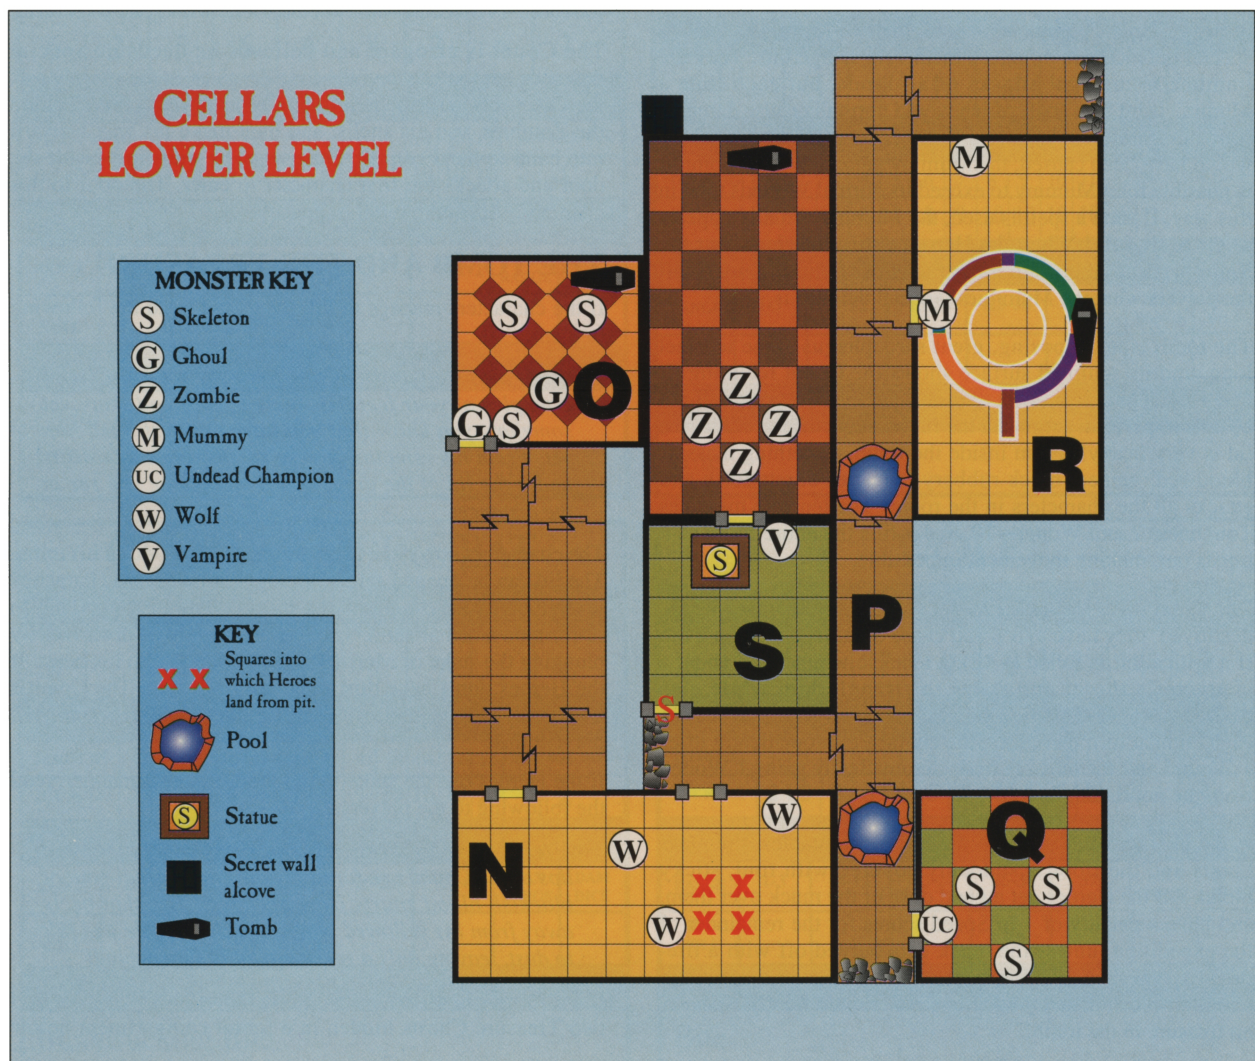 CELLARS
LOWER LEVEL
MONSTER KEY
S Skeleton
G Ghoul
Z Zombie
M Mummy
UC Undead Champion
W Wolf
V Vampire
KEY
X X Squares into
which Heroes
land from pit.
Pool
S Statue
Secret wall
alcove
Tomb
M
M
S S
Z
G O
G S
Z Z
Z
R
V
S
P
S
S
W
Q
W
N
X X
S S
W
X X
UC
S